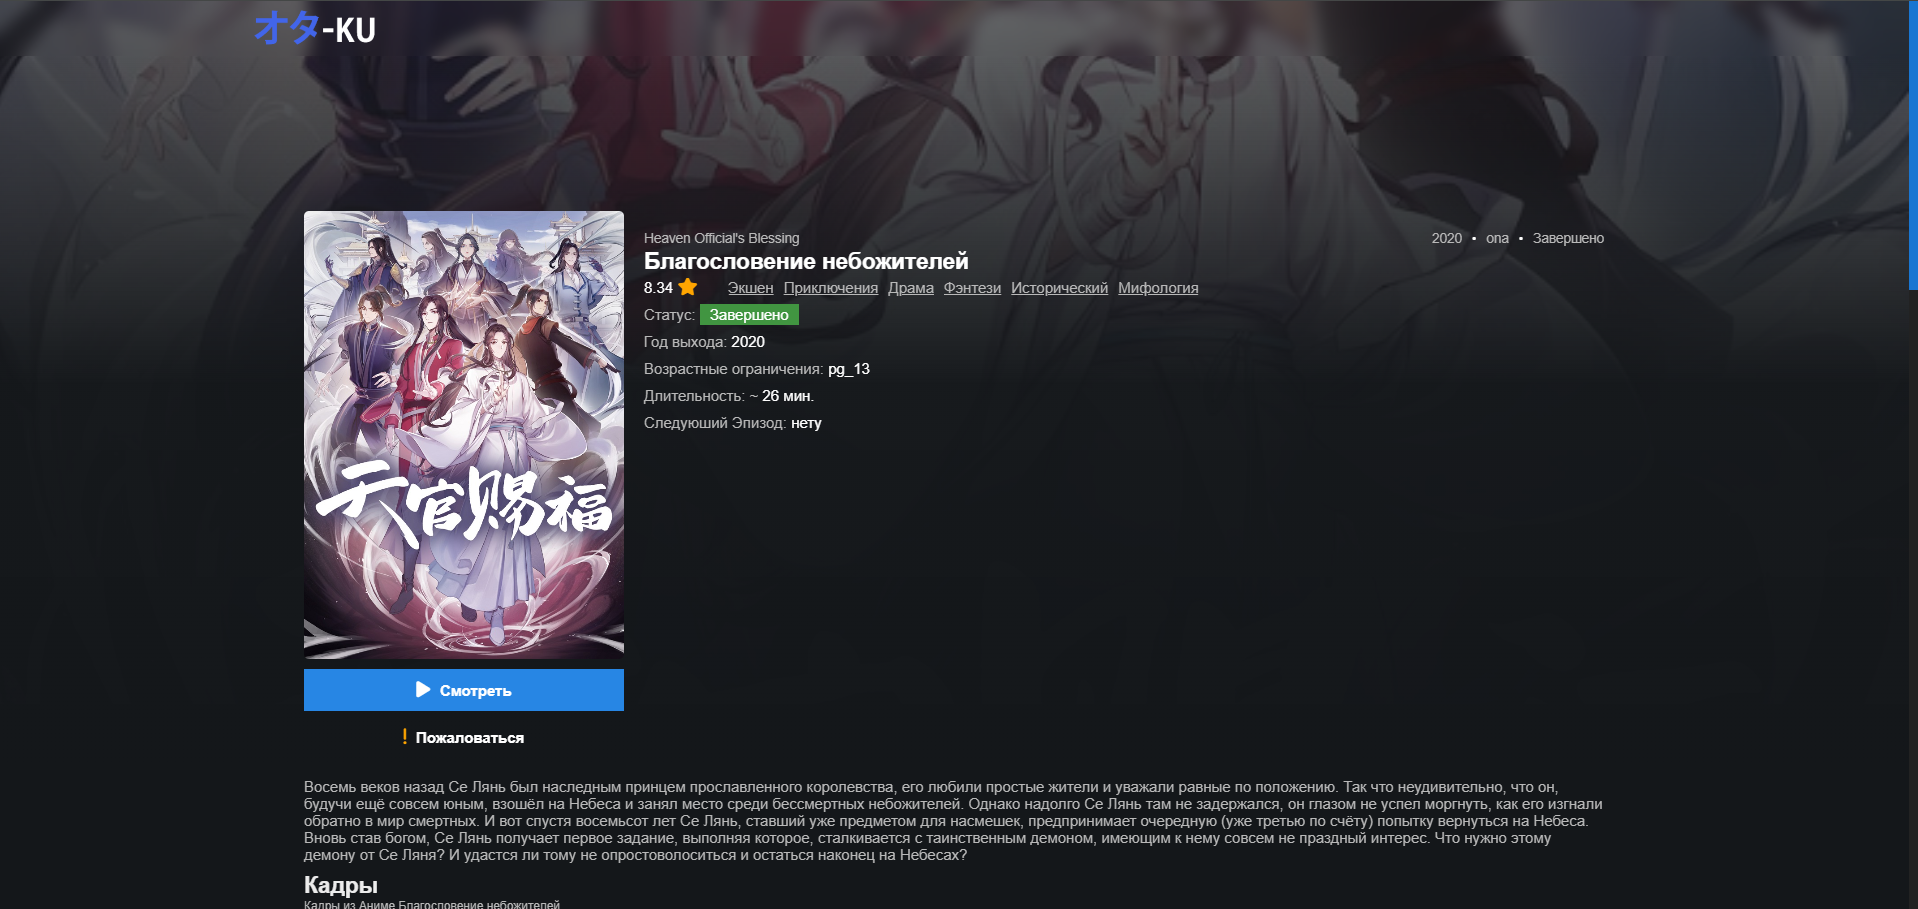 オタ-KU
Heaven Official's Blessing
2020 • ona • Завершено
Благословение небожителей
8.34 Экшен Приключения Драма Фэнтези Исторический Мифология
Статус: Завершено
Год выхода: 2020
Возрастные ограничения: pg_13
Длительность: ~ 26 мин.
Следуюший Эпизод: нету
天官赐福
Смотреть
Пожаловаться
Восемь веков назад Се Лянь был наследным принцем прославленного королевства, его любили простые жители и уважали равные по положению. Так что неудивительно, что он,
будучи ещё совсем юным, взошёл на Небеса и занял место среди бессмертных небожителей. Однако надолго Се Лянь там не задержался, он глазом не успел моргнуть, как его изгнали
обратно в мир смертных. И вот спустя восемьсот лет Се Лянь, ставший уже предметом для насмешек, предпринимает очередную (уже третью по счёту) попытку вернуться на Небеса.
Вновь став богом, Се Лянь получает первое задание, выполняя которое, сталкивается с таинственным демоном, имеющим к нему совсем не праздный интерес. Что нужно этому
демону от Се Ляня? И удастся ли тому не опростоволоситься и остаться наконец на Небесах?
Кадры
Кадры из Аниме Благословение небожителей